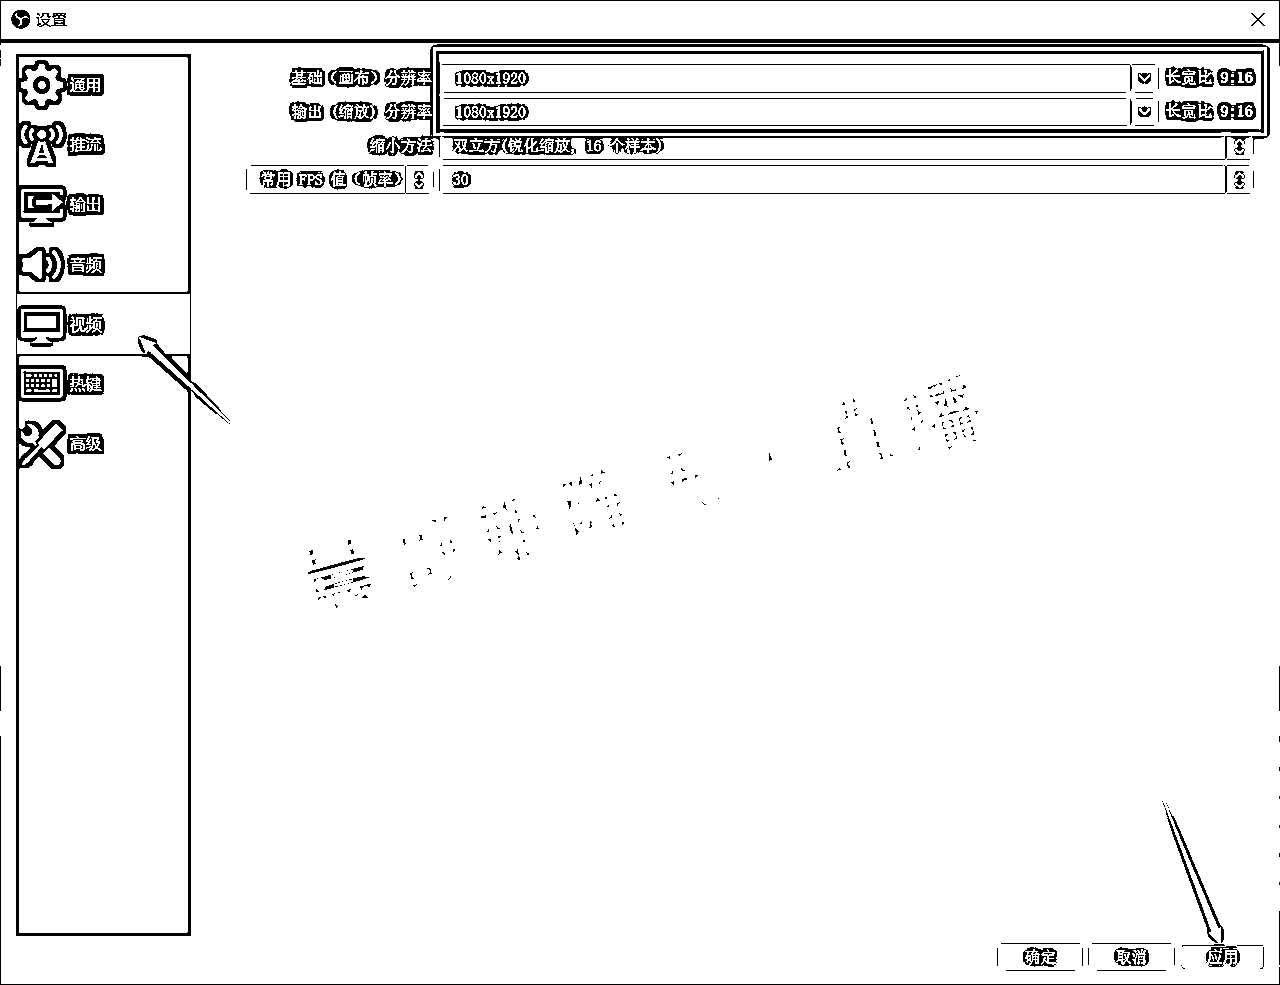 设置
通用
推流
输出
音频
视频
热键
高级
基础（画布）分辨率 1080x1920 长宽比 9:16
输出（缩放）分辨率 1080x1920 长宽比 9:16
缩小方法 双立方(锐化缩放，16 个样本)
常用 FPS 值（帧率） 30
确定 取消 应用